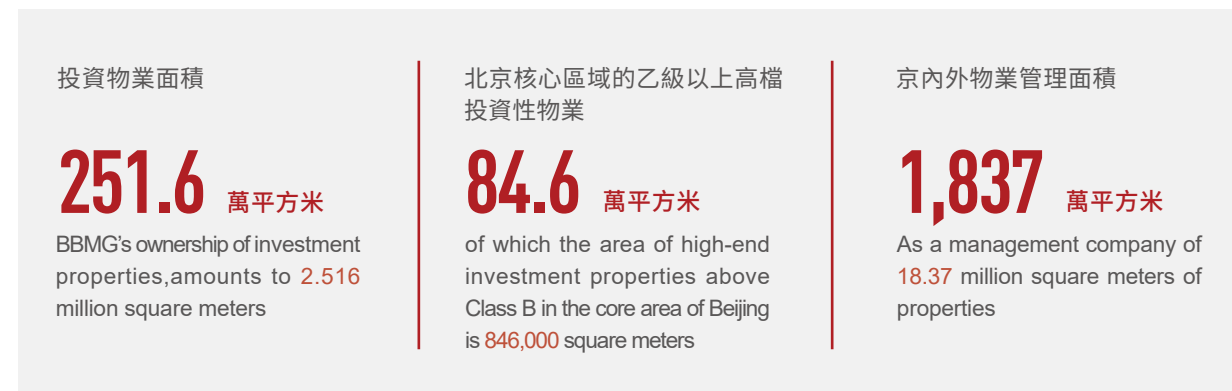 投資物業面積
251.6 萬平方米
BBMG's ownership of investment
properties,amounts to 2.516
million square meters
北京核心區域的乙級以上高檔
投資性物業
84.6 萬平方米
of which the area of high-end
investment properties above
Class B in the core area of Beijing
is 846,000 square meters
京內外物業管理面積
1,837 萬平方米
As a management company of
18.37 million square meters of
properties